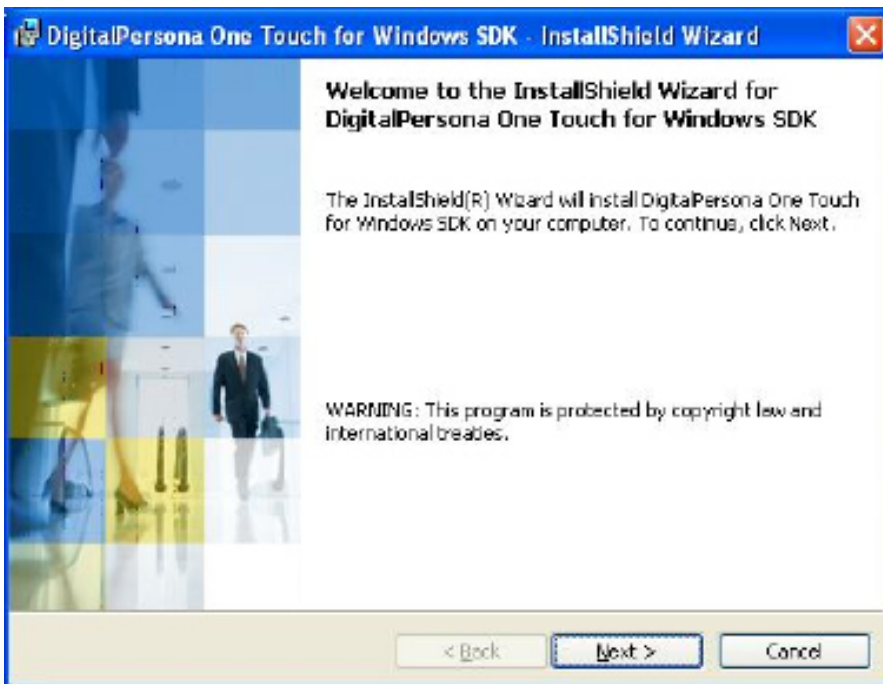 DigitalPersona One Touch for Windows SDK - InstallShield Wizard
Welcome to the InstallShield Wizard for
DigitalPersona One Touch for Windows SDK
The InstallShield(R) Wizard will install DigitalPersona One Touch
for Windows SDK on your computer. To continue, click Next.
WARNING: This program is protected by copyright law and
international treaties.
< Back
Next >
Cancel